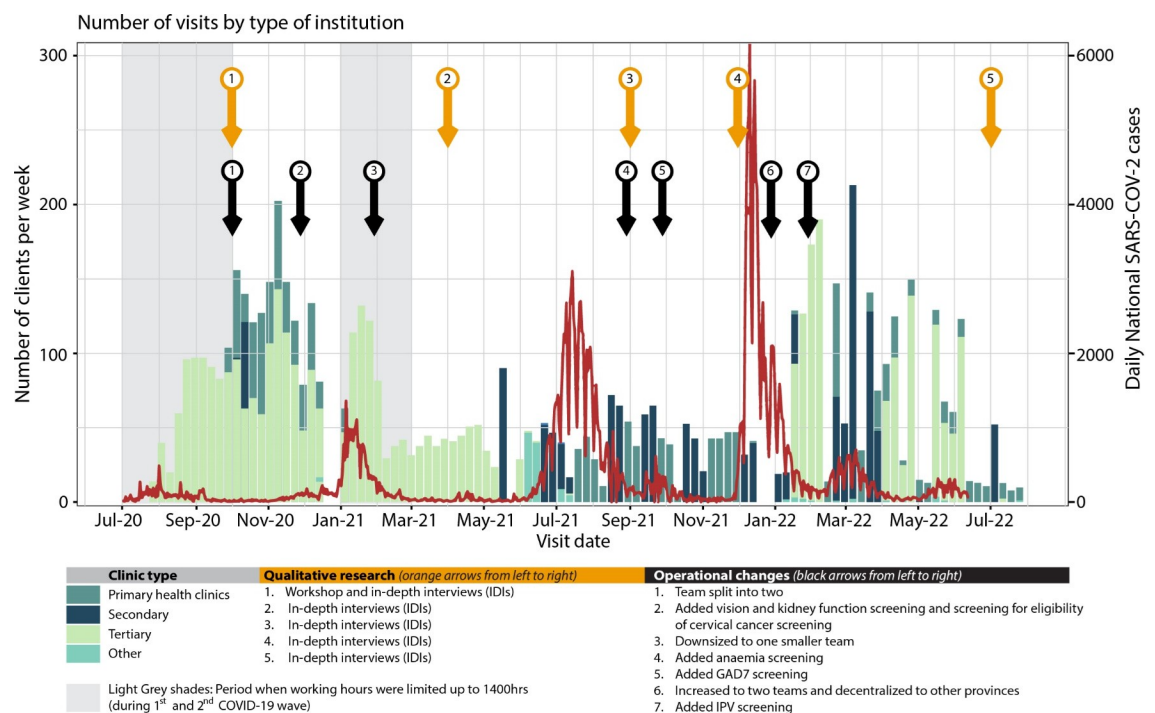 Number of visits by type of institution
300
200
100
0
Number of clients per week
6000
4000
2000
0
Daily National SARS-COV-2 cases
1 2 3 4 5
1 2 3 4 5 6 7
Jul-20 Sep-20 Nov-20 Jan-21 Mar-21 May-21 Jul-21 Sep-21 Nov-21 Jan-22 Mar-22 May-22 Jul-22
Visit date
Clinic type
Primary health clinics
Secondary
Tertiary
Other
Light Grey shades: Period when working hours were limited up to 1400hrs
(during 1st and 2nd COVID-19 wave)
Qualitative research (orange arrows from left to right)
1. Workshop and in-depth interviews (IDIs)
2. In-depth interviews (IDIs)
3. In-depth interviews (IDIs)
4. In-depth interviews (IDIs)
5. In-depth interviews (IDIs)
Operational changes (black arrows from left to right)
1. Team split into two
2. Added vision and kidney function screening and screening for eligibility
of cervical cancer screening
3. Downsized to one smaller team
4. Added anaemia screening
5. Added GAD7 screening
6. Increased to two teams and decentralized to other provinces
7. Added IPV screening